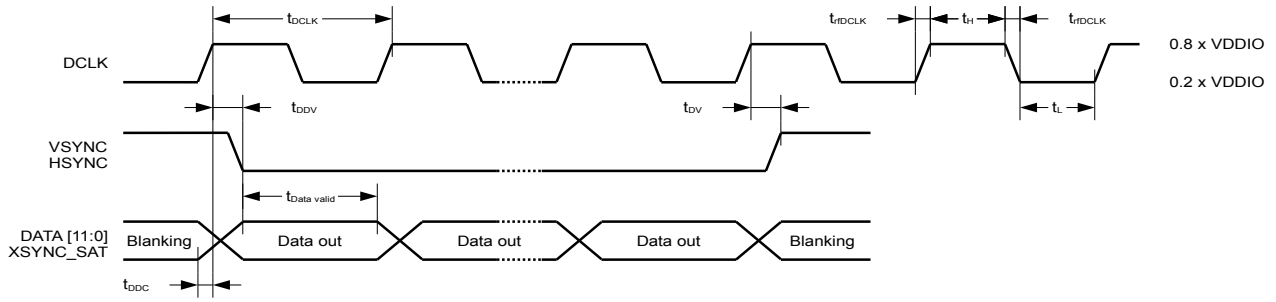 tDCLK
trfDCLK
tH
trfDCLK
DCLK
0.8 x VDDIO
0.2 x VDDIO
tDDV
tDV
tL
VSYNC
HSYNC
tData valid
DATA [11:0]
XSYNC_SAT
Blanking
Data out
Data out
Data out
Blanking
tDDC